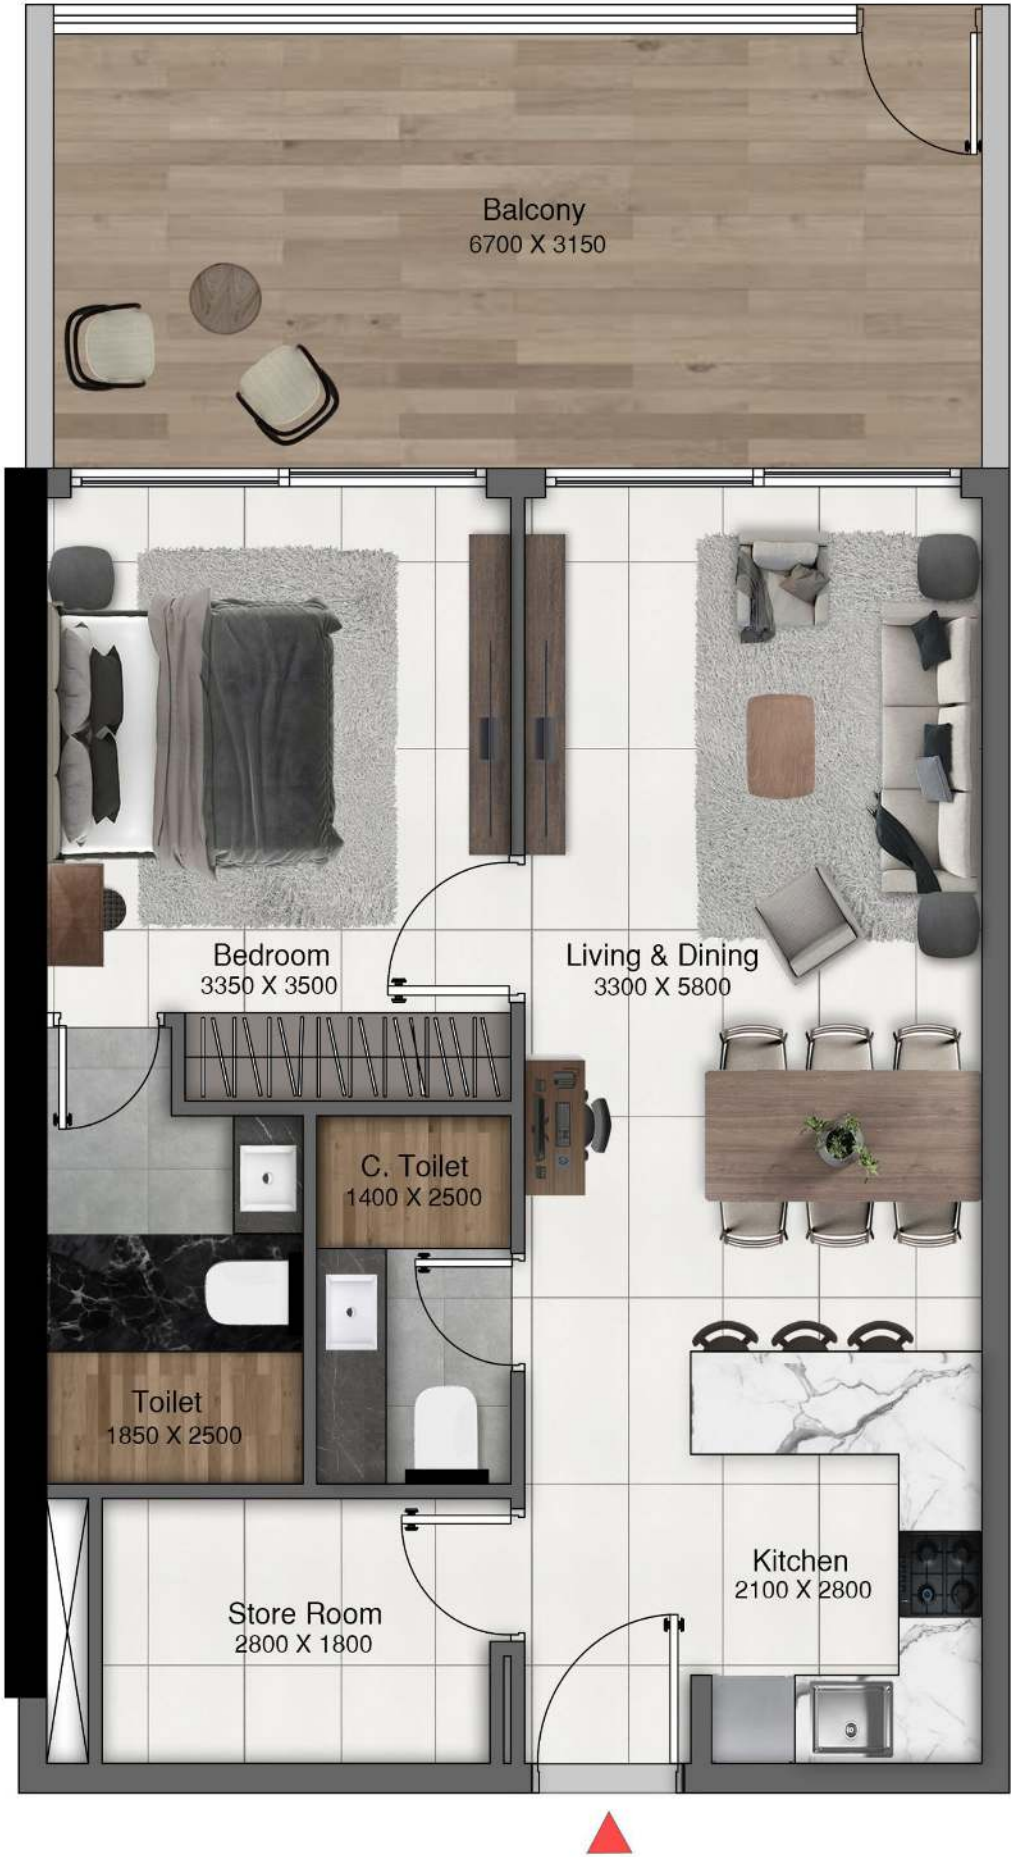 Balcony
6700 X 3150
Bedroom
3350 X 3500
Living & Dining
3300 X 5800
C. Toilet
1400 X 2500
Toilet
1850 X 2500
Kitchen
2100 X 2800
Store Room
2800 X 1800